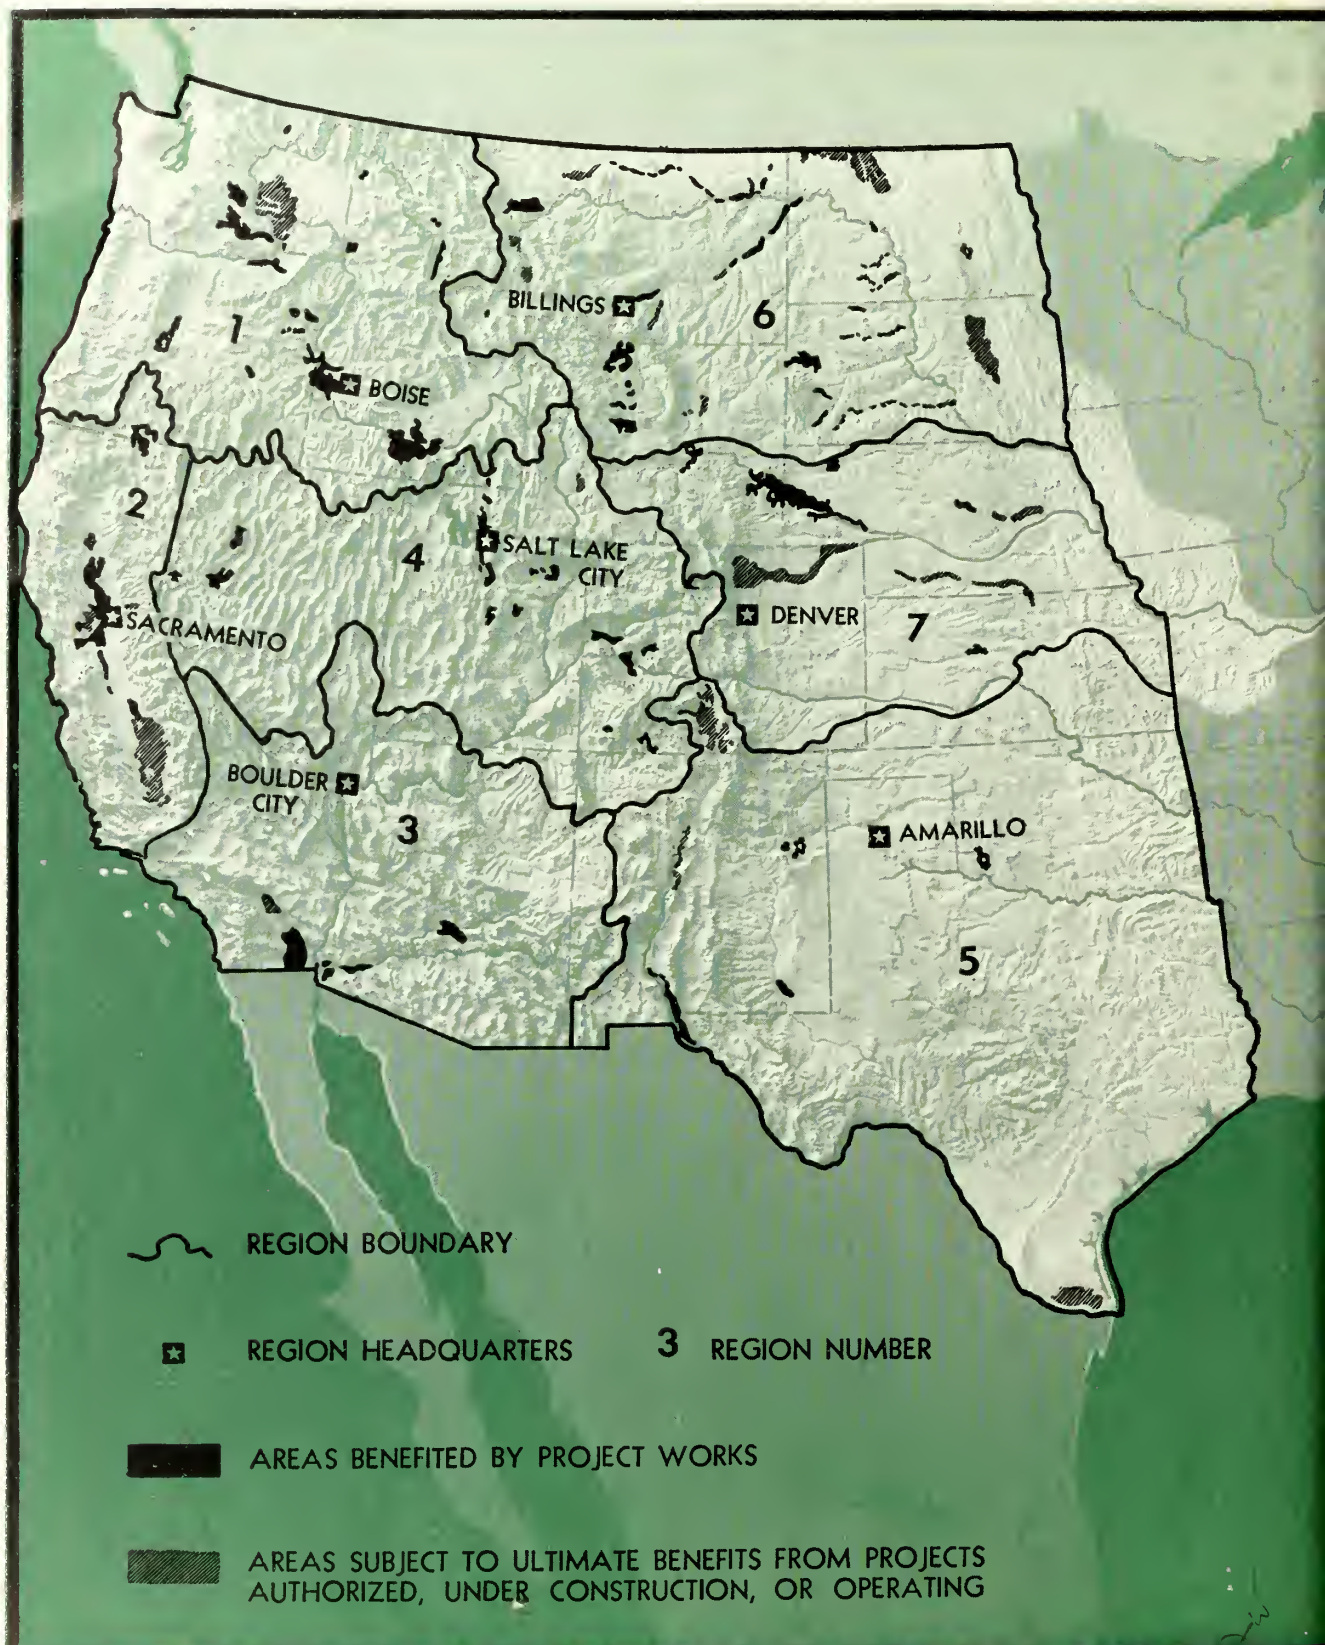 BILLINGS
6
1
BOISE
2
4
SALT LAKE
CITY
DENVER
7
SACRAMENTO
BOULDER
CITY
3
AMARILLO
5
REGION BOUNDARY
REGION HEADQUARTERS
3 REGION NUMBER
AREAS BENEFITED BY PROJECT WORKS
AREAS SUBJECT TO ULTIMATE BENEFITS FROM PROJECTS
AUTHORIZED, UNDER CONSTRUCTION, OR OPERATING